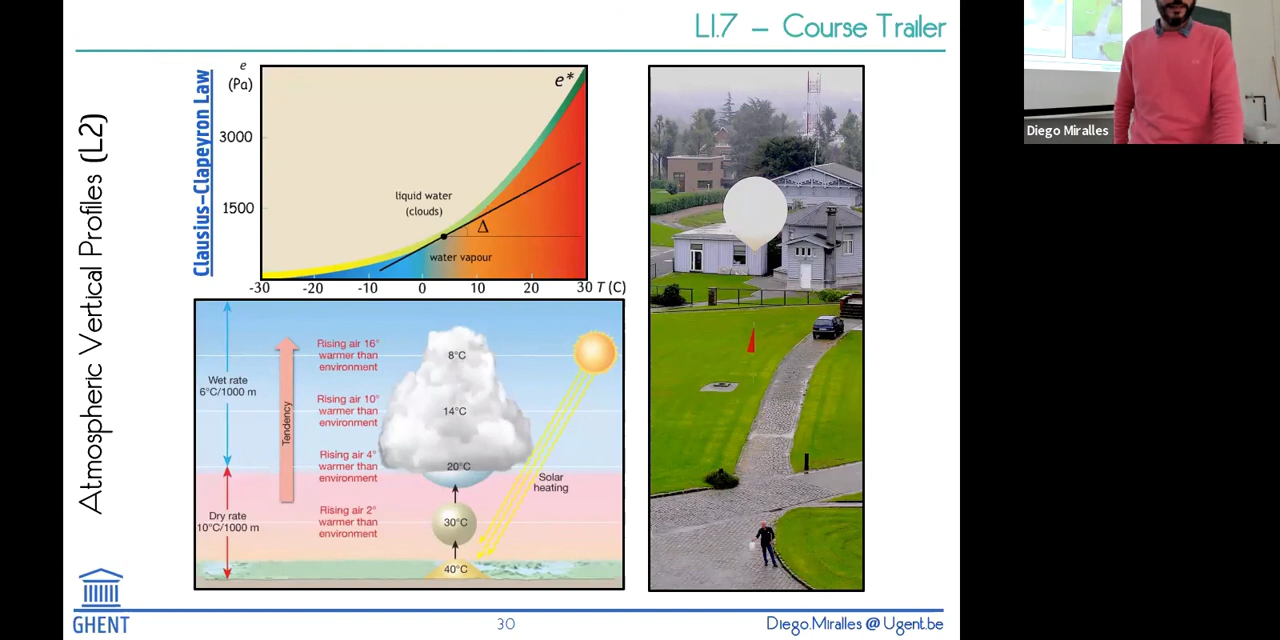 L1.7 – Course Trailer
Atmospheric Vertical Profiles (L2)
Clausius–Clapeyron Law
e
(Pa)
3000
1500
e*
liquid water
(clouds)
Δ
water vapour
-30 -20 -10 0 10 20 30 T (C)
Wet rate
6°C/1000 m
Dry rate
10°C/1000 m
Tendency
Rising air 16°
warmer than
environment
Rising air 10°
warmer than
environment
Rising air 4°
warmer than
environment
Rising air 2°
warmer than
environment
8°C
14°C
20°C
30°C
40°C
Solar
heating
GHENT
30
Diego.Miralles @ Ugent.be
Diego Miralles